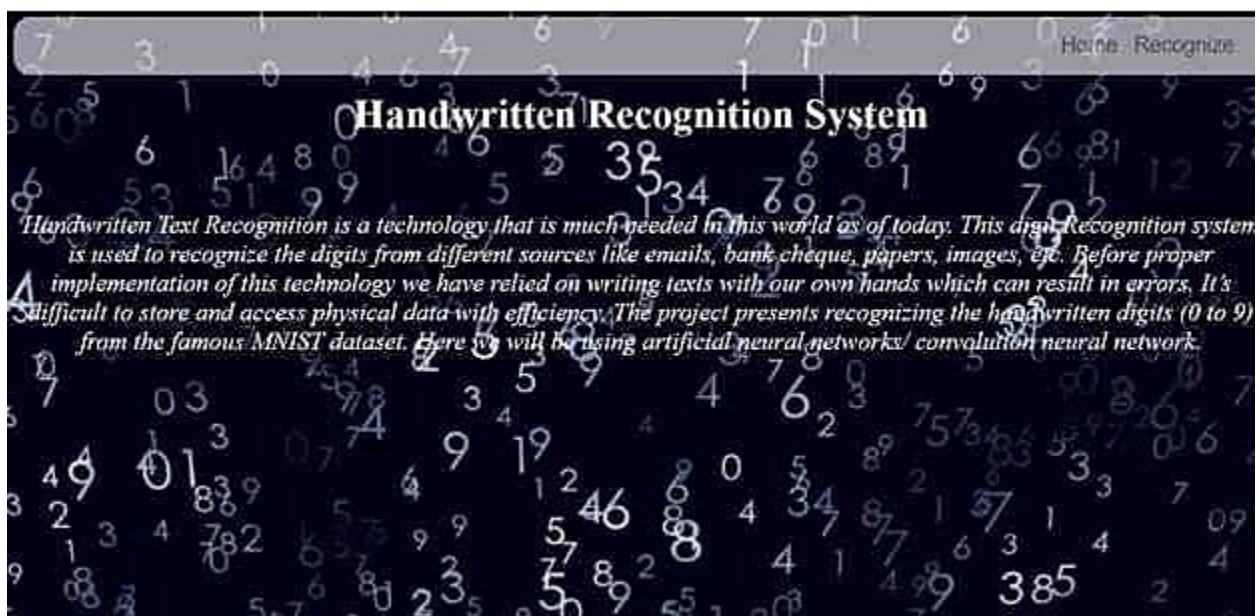 Home Recognize
Handwritten Recognition System
Handwritten Text Recognition is a technology that is much needed in this world as of today. This digit Recognition system
is used to recognize the digits from different sources like emails, bank cheque, papers, images, etc. Before proper
implementation of this technology we have relied on writing texts with our own hands which can result in errors. It's
difficult to store and access physical data with efficiency. The project presents recognizing the handwritten digits (0 to 9)
from the famous MNIST dataset. Here we will be using artificial neural networks/ convolution neural network.